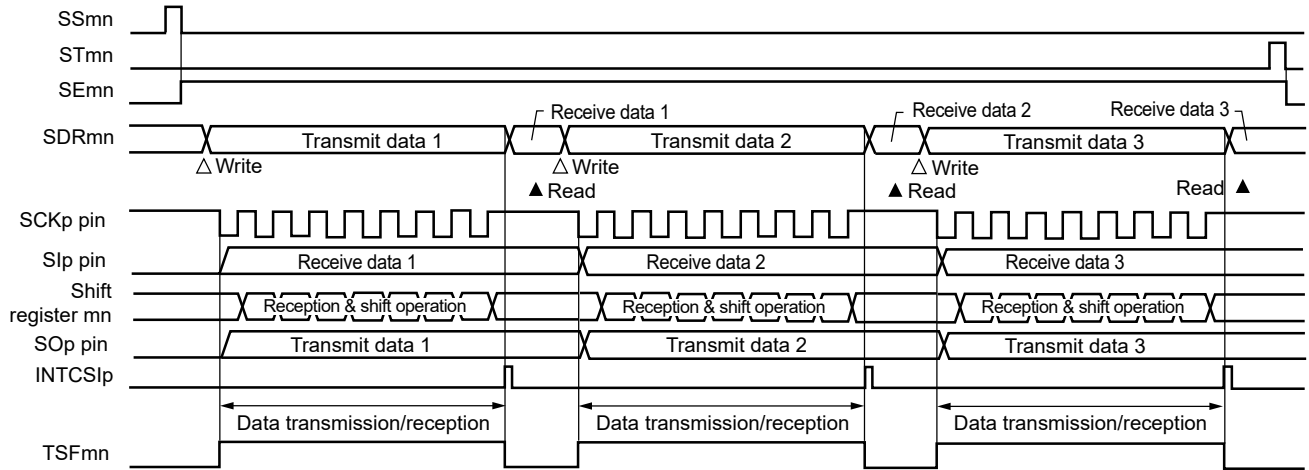 SSmn
STmn
SEmn
Receive data 1 Receive data 2 Receive data 3
SDRmn Transmit data 1 Transmit data 2 Transmit data 3
△ Write △ Write △ Write
▲ Read ▲ Read Read ▲
SCKp pin
SIp pin Receive data 1 Receive data 2 Receive data 3
Shift
register mn Reception & shift operation Reception & shift operation Reception & shift operation
SOp pin Transmit data 1 Transmit data 2 Transmit data 3
INTCSIp
Data transmission/reception Data transmission/reception Data transmission/reception
TSFmn